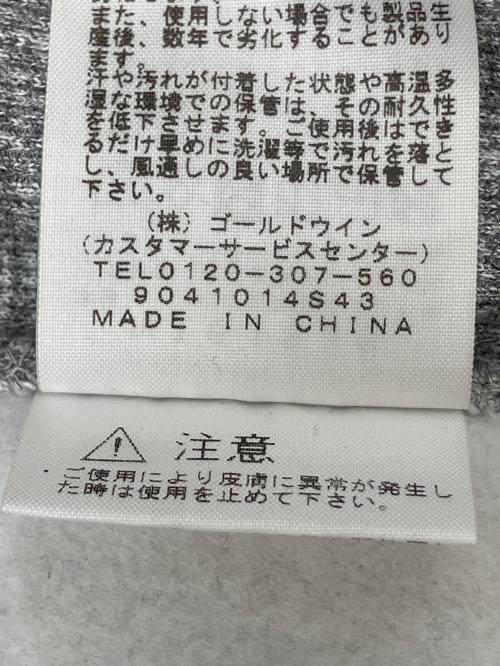 また、使用しない場合でも製品生
産後、数年で劣化することがあり
ます。
汗や汚れが付着した状態や高温多
湿な環境での保管は、その耐久性
を低下させます。ご使用後はでき
るだけ早めに洗濯等で汚れを落と
し、風通しの良い場所で保管して
下さい。
(株) ゴールドウイン
(カスタマーサービスセンター)
TEL0120-307-560
9041014S43
MADE IN CHINA
注意
ご使用により皮膚に異常が発生し
た時は使用を止めて下さい。